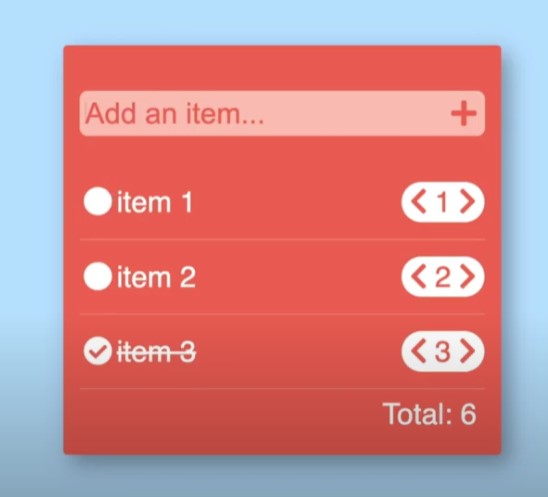 Add an item... +
item 1 < 1 >
item 2 < 2 >
item 3 < 3 >
Total: 6